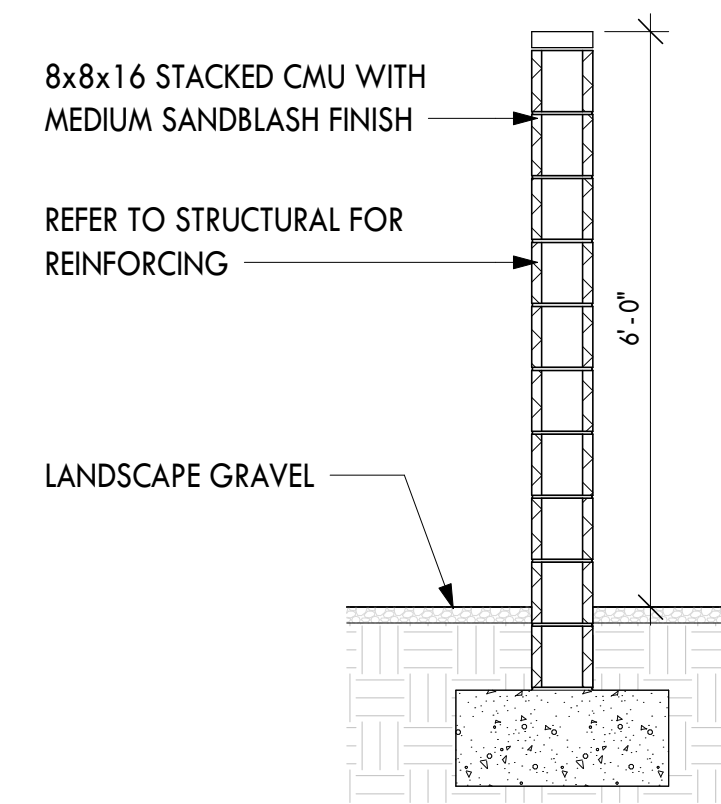 8x8x16 STACKED CMU WITH
MEDIUM SANDBLASH FINISH
REFER TO STRUCTURAL FOR
REINFORCING
6' - 0"
LANDSCAPE GRAVEL